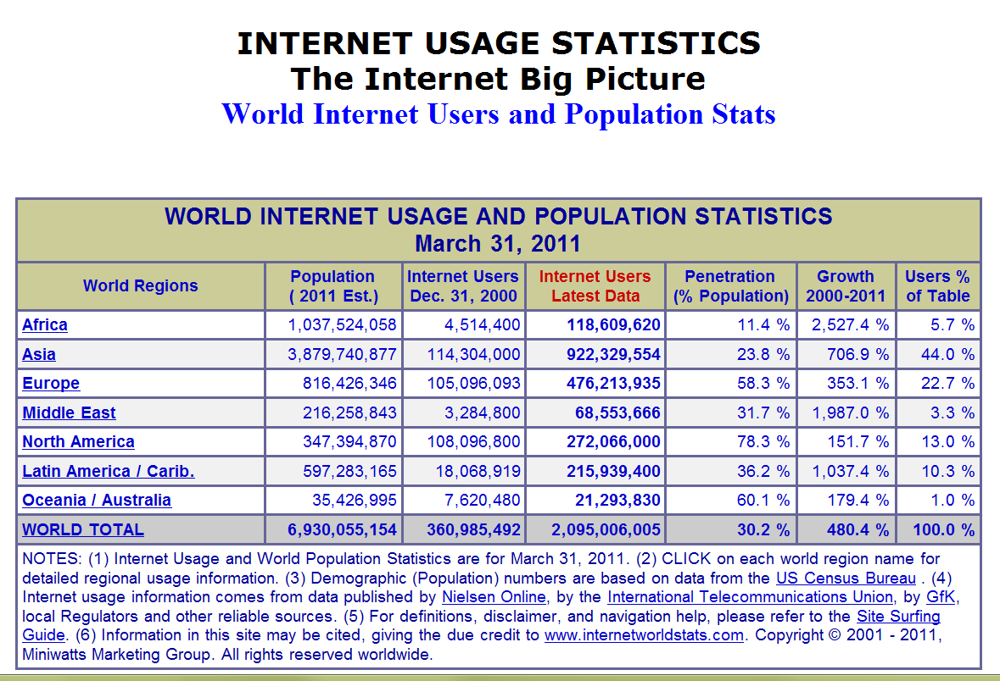 INTERNET USAGE STATISTICS
The Internet Big Picture
World Internet Users and Population Stats
WORLD INTERNET USAGE AND POPULATION STATISTICS
March 31, 2011
World Regions Population ( 2011 Est.) Internet Users Dec. 31, 2000 Internet Users Latest Data Penetration (% Population) Growth 2000-2011 Users % of Table
Africa 1,037,524,058 4,514,400 118,609,620 11.4 % 2,527.4 % 5.7 %
Asia 3,879,740,877 114,304,000 922,329,554 23.8 % 706.9 % 44.0 %
Europe 816,426,346 105,096,093 476,213,935 58.3 % 353.1 % 22.7 %
Middle East 216,258,843 3,284,800 68,553,666 31.7 % 1,987.0 % 3.3 %
North America 347,394,870 108,096,800 272,066,000 78.3 % 151.7 % 13.0 %
Latin America / Carib. 597,283,165 18,068,919 215,939,400 36.2 % 1,037.4 % 10.3 %
Oceania / Australia 35,426,995 7,620,480 21,293,830 60.1 % 179.4 % 1.0 %
WORLD TOTAL 6,930,055,154 360,985,492 2,095,006,005 30.2 % 480.4 % 100.0 %
NOTES: (1) Internet Usage and World Population Statistics are for March 31, 2011. (2) CLICK on each world region name for
detailed regional usage information. (3) Demographic (Population) numbers are based on data from the US Census Bureau . (4)
Internet usage information comes from data published by Nielsen Online, by the International Telecommunications Union, by GfK,
local Regulators and other reliable sources. (5) For definitions, disclaimer, and navigation help, please refer to the Site Surfing
Guide. (6) Information in this site may be cited, giving the due credit to www.internetworldstats.com. Copyright © 2001 - 2011,
Miniwatts Marketing Group. All rights reserved worldwide.